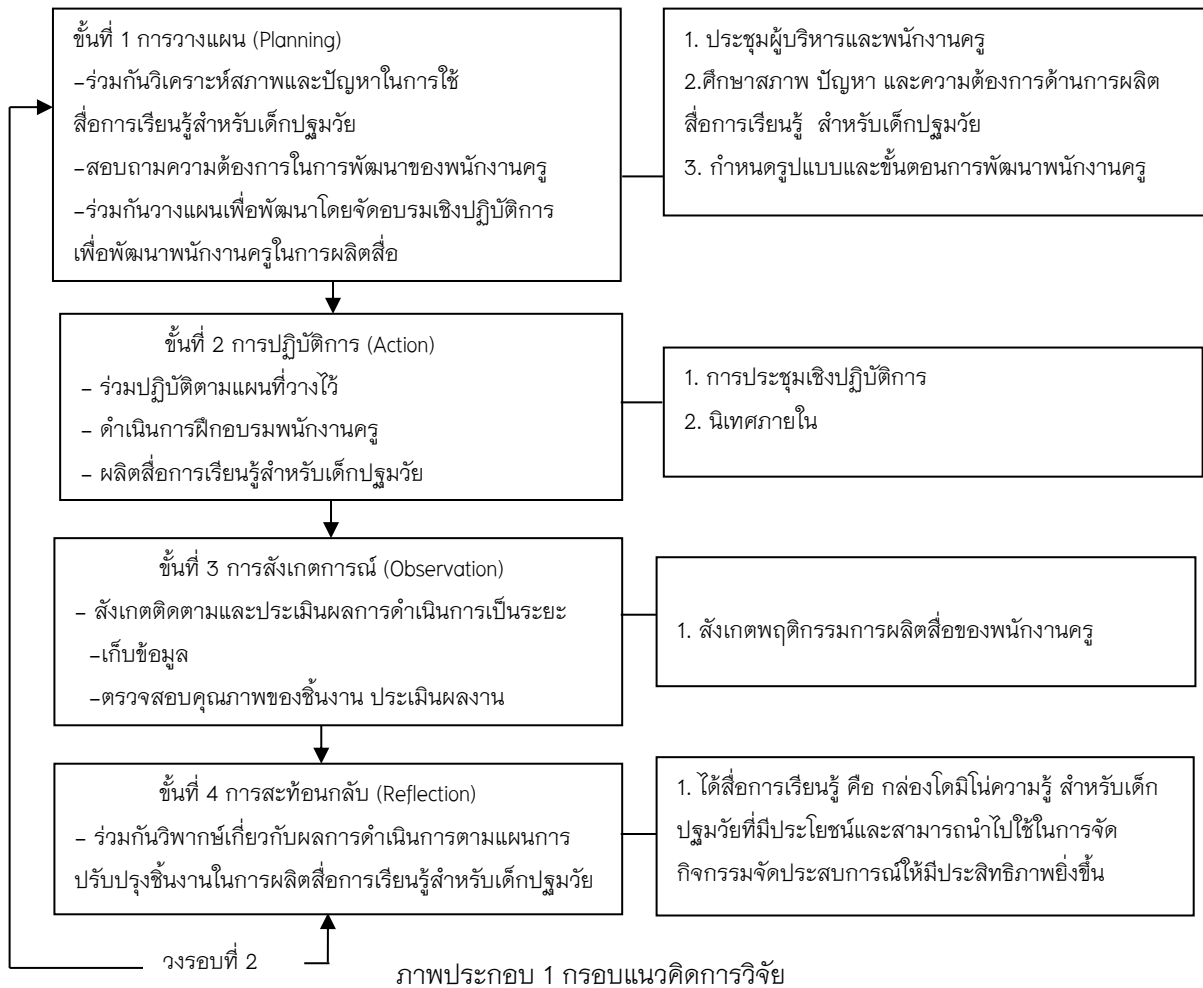 ขั้นที่ 1 การวางแผน (Planning)
-ร่วมกันวิเคราะห์สภาพและปัญหาในการใช้
สื่อการเรียนรู้สำหรับเด็กปฐมวัย
-สอบถามความต้องการในการพัฒนาของพนักงานครู
-ร่วมกันวางแผนเพื่อพัฒนาโดยจัดอบรมเชิงปฏิบัติการ
เพื่อพัฒนาพนักงานครูในการผลิตสื่อ
1. ประชุมผู้บริหารและพนักงานครู
2.ศึกษาสภาพ ปัญหา และความต้องการด้านการผลิต
สื่อการเรียนรู้ สำหรับเด็กปฐมวัย
3. กำหนดรูปแบบและขั้นตอนการพัฒนาพนักงานครู
ขั้นที่ 2 การปฏิบัติการ (Action)
- ร่วมปฏิบัติตามแผนที่วางไว้
- ดำเนินการฝึกอบรมพนักงานครู
- ผลิตสื่อการเรียนรู้สำหรับเด็กปฐมวัย
1. การประชุมเชิงปฏิบัติการ
2. นิเทศภายใน
ขั้นที่ 3 การสังเกตการณ์ (Observation)
- สังเกตติดตามและประเมินผลการดำเนินการเป็นระยะ
-เก็บข้อมูล
-ตรวจสอบคุณภาพของชิ้นงาน ประเมินผลงาน
1. สังเกตพฤติกรรมการผลิตสื่อของพนักงานครู
ขั้นที่ 4 การสะท้อนกลับ (Reflection)
- ร่วมกันวิพากษ์เกี่ยวกับผลการดำเนินการตามแผนการ
ปรับปรุงชิ้นงานในการผลิตสื่อการเรียนรู้สำหรับเด็กปฐมวัย
1. ได้สื่อการเรียนรู้ คือ กล่องโดมิโน่ความรู้ สำหรับเด็ก
ปฐมวัยที่มีประโยชน์และสามารถนำไปใช้ในการจัด
กิจกรรมจัดประสบการณ์ให้มีประสิทธิภาพยิ่งขึ้น
วงรอบที่ 2
ภาพประกอบ 1 กรอบแนวคิดการวิจัย